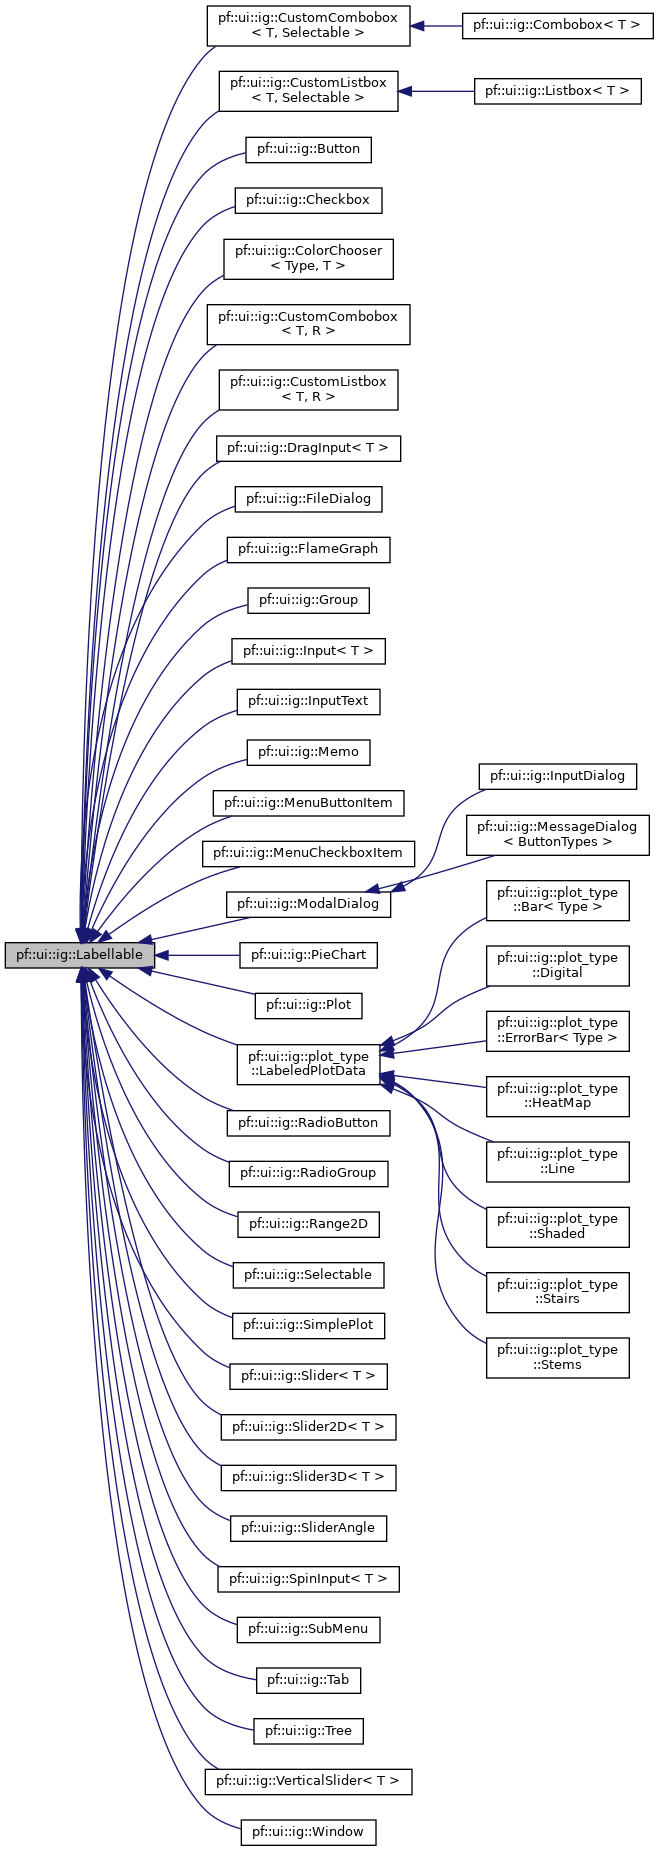 pf::ui::ig::CustomCombobox
< T, Selectable >
pf::ui::ig::Combobox< T >
pf::ui::ig::CustomListbox
< T, Selectable >
pf::ui::ig::Listbox< T >
pf::ui::ig::Button
pf::ui::ig::Checkbox
pf::ui::ig::ColorChooser
< Type, T >
pf::ui::ig::CustomCombobox
< T, R >
pf::ui::ig::CustomListbox
< T, R >
pf::ui::ig::DragInput< T >
pf::ui::ig::FileDialog
pf::ui::ig::FlameGraph
pf::ui::ig::Group
pf::ui::ig::Input< T >
pf::ui::ig::InputText
pf::ui::ig::Memo
pf::ui::ig::MenuButtonItem
pf::ui::ig::MenuCheckboxItem
pf::ui::ig::ModalDialog
pf::ui::ig::InputDialog
pf::ui::ig::MessageDialog
< ButtonTypes >
pf::ui::ig::Labellable
pf::ui::ig::PieChart
pf::ui::ig::Plot
pf::ui::ig::plot_type
::LabeledPlotData
pf::ui::ig::plot_type
::Bar< Type >
pf::ui::ig::plot_type
::Digital
pf::ui::ig::plot_type
::ErrorBar< Type >
pf::ui::ig::plot_type
::HeatMap
pf::ui::ig::plot_type
::Line
pf::ui::ig::plot_type
::Shaded
pf::ui::ig::plot_type
::Stairs
pf::ui::ig::plot_type
::Stems
pf::ui::ig::RadioButton
pf::ui::ig::RadioGroup
pf::ui::ig::Range2D
pf::ui::ig::Selectable
pf::ui::ig::SimplePlot
pf::ui::ig::Slider< T >
pf::ui::ig::Slider2D< T >
pf::ui::ig::Slider3D< T >
pf::ui::ig::SliderAngle
pf::ui::ig::SpinInput< T >
pf::ui::ig::SubMenu
pf::ui::ig::Tab
pf::ui::ig::Tree
pf::ui::ig::VerticalSlider< T >
pf::ui::ig::Window